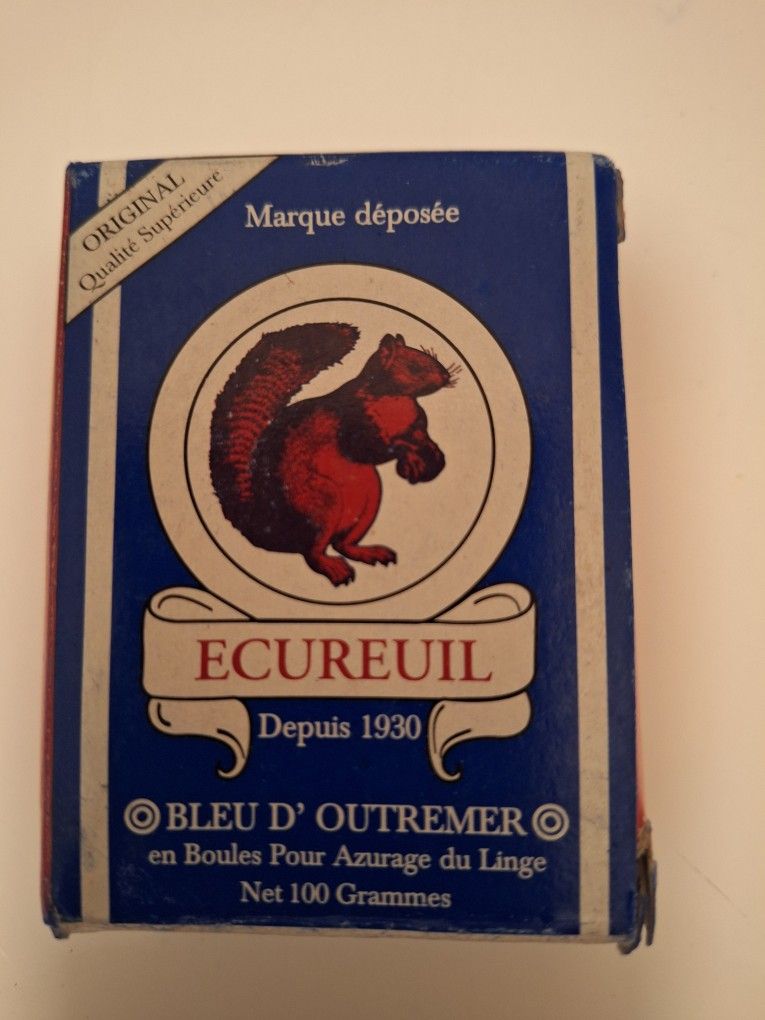 ORIGINAL
Qualité Supérieure
Marque déposée
ECUREUIL
Depuis 1930
BLEU D' OUTREMER
en Boules Pour Azurage du Linge
Net 100 Grammes